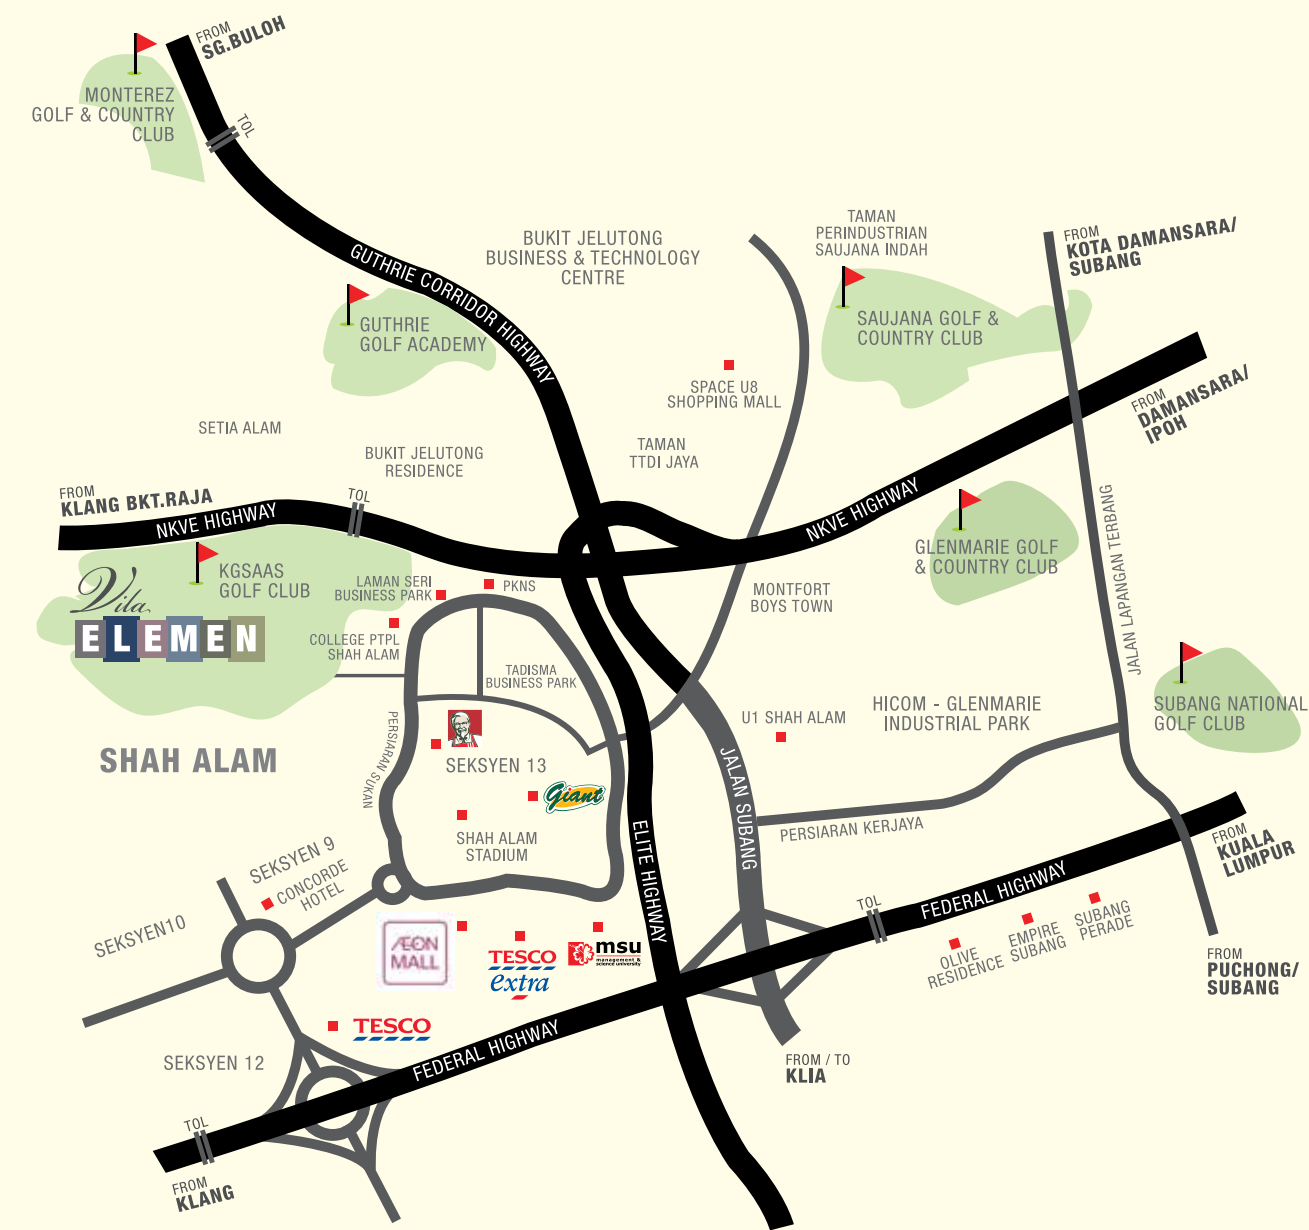 FROM
SG.BULOH
MONTEREZ
GOLF & COUNTRY
CLUB
TOL
GUTHRIE CORRIDOR HIGHWAY
BUKIT JELUTONG
BUSINESS & TECHNOLOGY
CENTRE
TAMAN
PERINDUSTRIAN
SAUJANA INDAH
FROM
KOTA DAMANSARA/
SUBANG
GUTHRIE
GOLF ACADEMY
SAUJANA GOLF &
COUNTRY CLUB
SPACE U8
SHOPPING MALL
FROM
DAMANSARA/
IPOH
SETIA ALAM
BUKIT JELUTONG
RESIDENCE
TAMAN
TTDI JAYA
FROM
KLANG BKT.RAJA
NKVE HIGHWAY
TOL
NKVE HIGHWAY
JALAN LAPANGAN TERBANG
GLENMARIE GOLF
& COUNTRY CLUB
KGSAAS
GOLF CLUB
LAMAN SERI
BUSINESS PARK
PKNS
MONTFORT
BOYS TOWN
Vila
ELEMEN
COLLEGE PTPL
SHAH ALAM
TADISMA
BUSINESS PARK
SUBANG NATIONAL
GOLF CLUB
U1 SHAH ALAM
HICOM - GLENMARIE
INDUSTRIAL PARK
SHAH ALAM
PERSIARAN SUKAN
SEKSYEN 13
Giant
JALAN SUBANG
SHAH ALAM
STADIUM
ELITE HIGHWAY
PERSIARAN KERJAYA
FROM
KUALA
LUMPUR
SEKSYEN 9
CONCORDE
HOTEL
SEKSYEN10
TOL
FEDERAL HIGHWAY
OLIVE
RESIDENCE
EMPIRE
SUBANG
SUBANG
PERADE
ÆON
MALL
TESCO
extra
msu
management &
science university
FROM
PUCHONG/
SUBANG
TESCO
SEKSYEN 12
FEDERAL HIGHWAY
FROM / TO
KLIA
TOL
FROM
KLANG